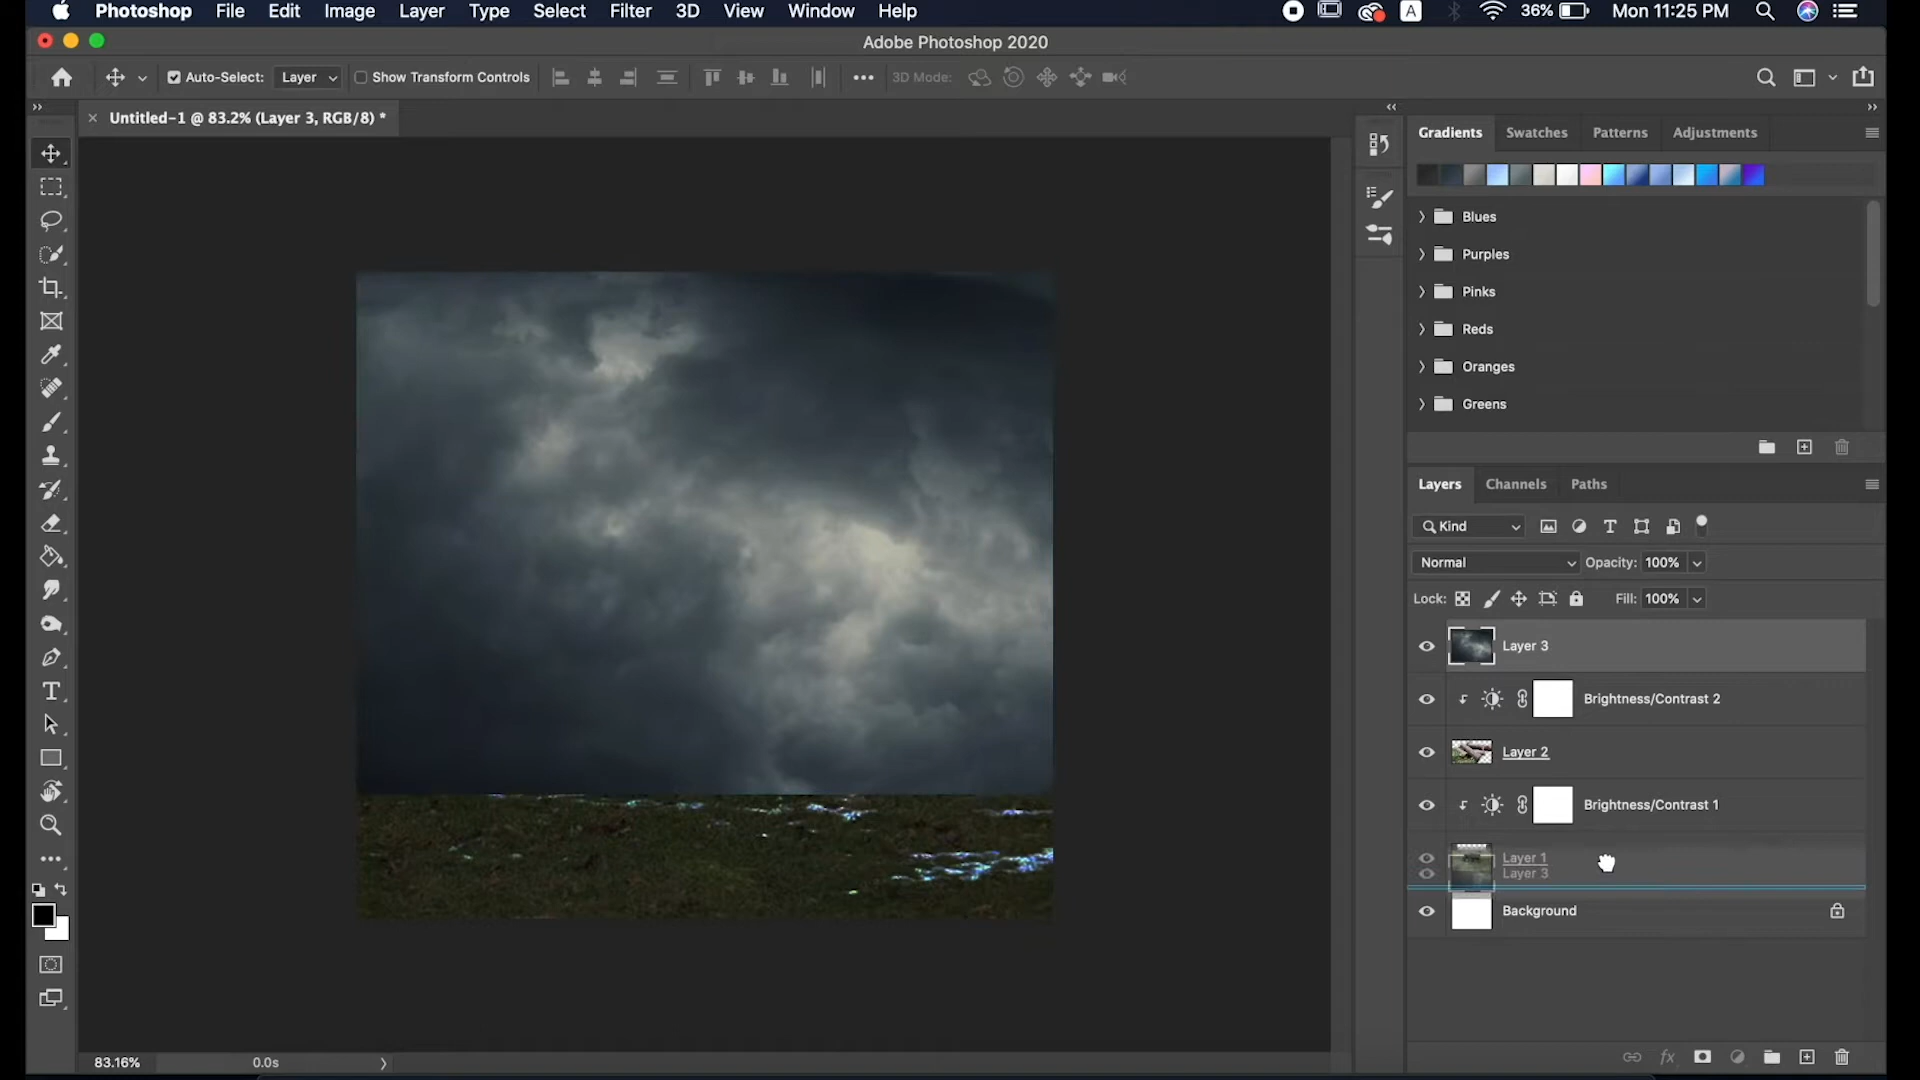 Photoshop File Edit Image Layer Type Select Filter 3D View Window Help A 36% Mon 11:25 PM
Adobe Photoshop 2020
Auto-Select: Layer Show Transform Controls 3D Mode:
Untitled-1 @ 83.2% (Layer 3, RGB/8) *
Gradients Swatches Patterns Adjustments
Blues
Purples
Pinks
Reds
Oranges
Greens
Layers Channels Paths
Kind
Normal Opacity: 100%
Lock: Fill: 100%
Layer 3
Brightness/Contrast 2
Layer 2
Brightness/Contrast 1
Layer 1
Layer 3
Background
83.16% 0.0s